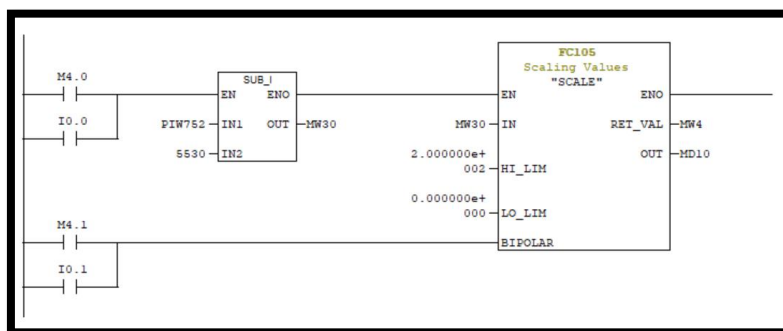 FC105
Scaling Values
"SCALE"
M4.0
SUB_I
EN ENO
EN ENO
I0.0
PIW752 IN1 OUT MW30
MW30 IN RET_VAL MW4
5530 IN2
2.000000e+
002 HI_LIM
OUT MD10
0.000000e+
000 LO_LIM
M4.1
BIPOLAR
I0.1